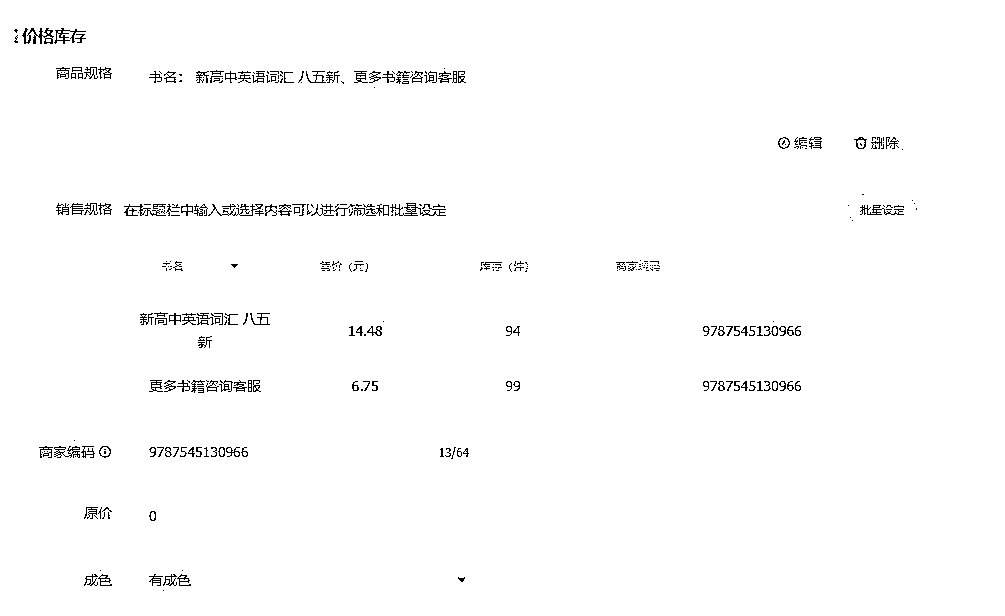 价格库存
商品规格 书名： 新高中英语词汇 八五新、更多书籍咨询客服
编辑 删除
销售规格 在标题栏中输入或选择内容可以进行筛选和批量设定 批量设定
书名 售价（元） 库存（件） 商家编码
新高中英语词汇 八五新 14.48 94 9787545130966
更多书籍咨询客服 6.75 99 9787545130966
商家编码 9787545130966 13/64
原价 0
成色 有成色